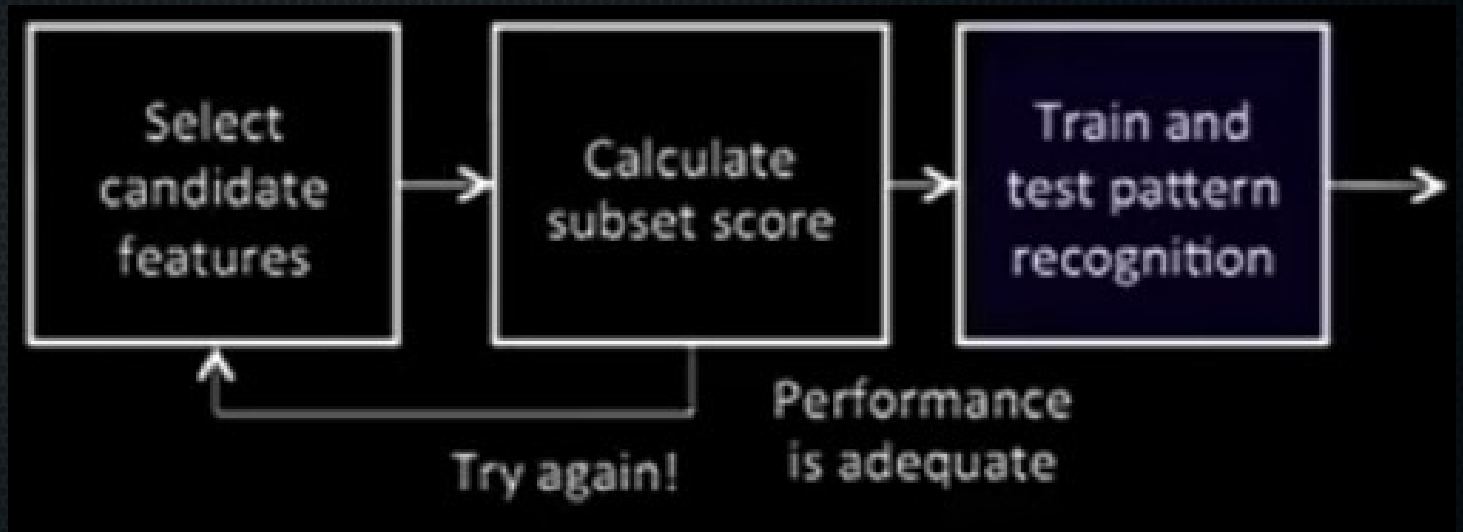 Select
candidate
features
Calculate
subset score
Train and
test pattern
recognition
Try again!
Performance
is adequate